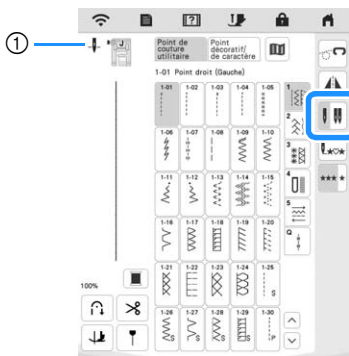 ①
J
Point de couture utilitaire
Point décoratif/ de caractère
1-01 Point droit (Gauche)
1-01 1-02 1-03 1-04 1-05
1
1-06 1-07 1-08 1-09 1-10
2
3
1-11 1-12 1-13 1-14 1-15
4
1-16 1-17 1-18 1-19 1-20
5
Q
1-21 1-22 1-23 1-24 1-25
S
100%
1-26 1-27 1-28 1-29 1-30
S S S S P